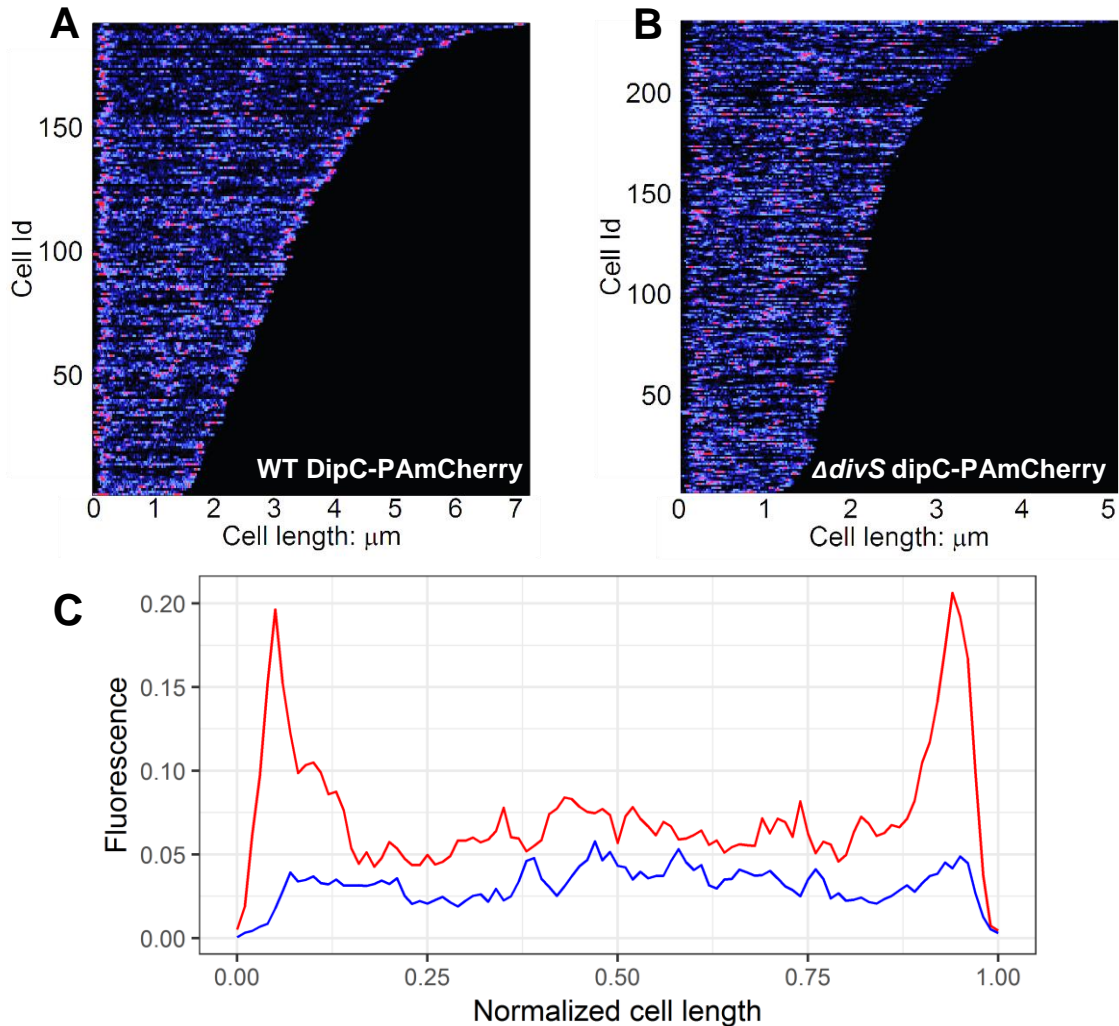 A
Cell Id
150
100
50
WT DipC-PAmCherry
0 1 2 3 4 5 6 7
Cell length: μm
B
Cell Id
200
150
100
50
ΔdivS dipC-PAmCherry
0 1 2 3 4 5
Cell length: μm
C
Fluorescence
0.20
0.15
0.10
0.05
0.00
0.00 0.25 0.50 0.75 1.00
Normalized cell length